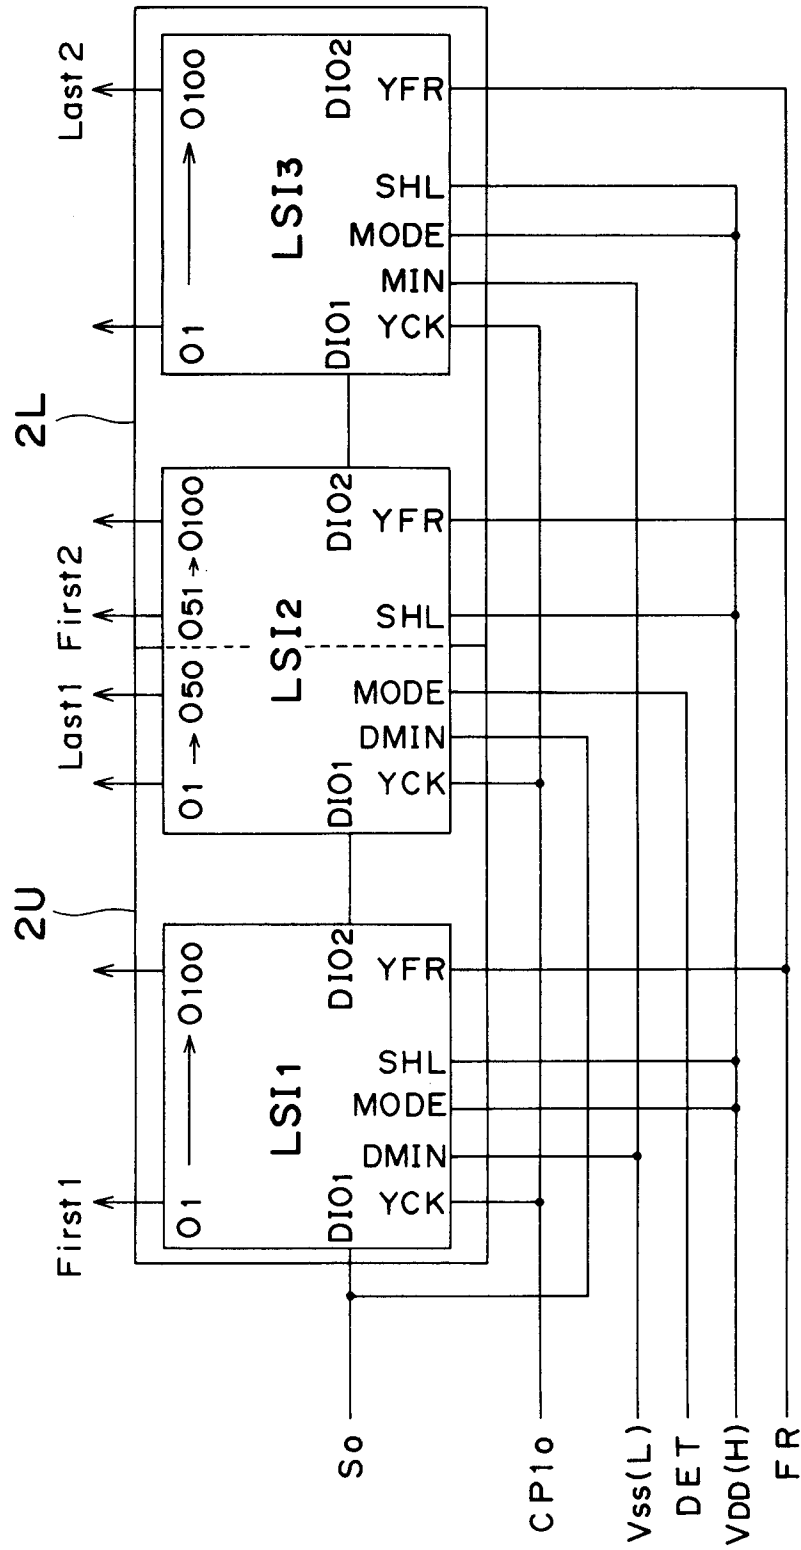 First1
Last1
First2
Last2
2U
2L
O1 → O100
LSI1
DIO1
DIO2
YCK
DMIN
MODE
SHL
YFR
O1 → O50
O51 → O100
LSI2
DIO1
DIO2
YCK
DMIN
MODE
SHL
YFR
O1 → O100
LSI3
DIO1
DIO2
YCK
MIN
MODE
SHL
YFR
So
CP1o
Vss(L)
DET
VDD(H)
FR